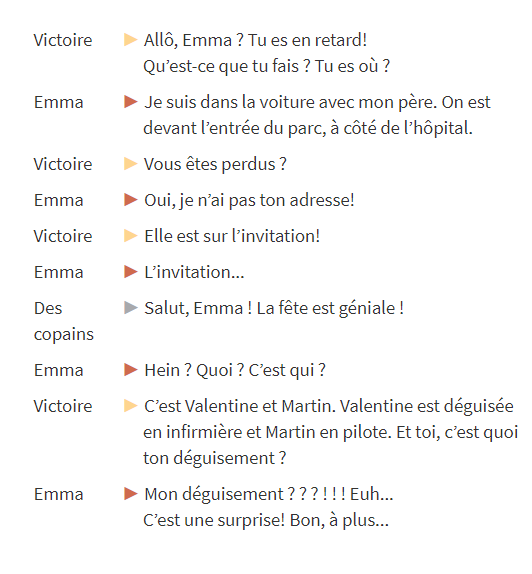 Victoire ▶ Allô, Emma ? Tu es en retard!
Qu’est-ce que tu fais ? Tu es où ?
Emma ▶ Je suis dans la voiture avec mon père. On est
devant l’entrée du parc, à côté de l’hôpital.
Victoire ▶ Vous êtes perdus ?
Emma ▶ Oui, je n’ai pas ton adresse!
Victoire ▶ Elle est sur l’invitation!
Emma ▶ L’invitation...
Des ▶ Salut, Emma ! La fête est géniale !
copains
Emma ▶ Hein ? Quoi ? C’est qui ?
Victoire ▶ C’est Valentine et Martin. Valentine est déguisée
en infirmière et Martin en pilote. Et toi, c’est quoi
ton déguisement ?
Emma ▶ Mon déguisement ? ? ? ! ! ! Euh...
C’est une surprise! Bon, à plus...